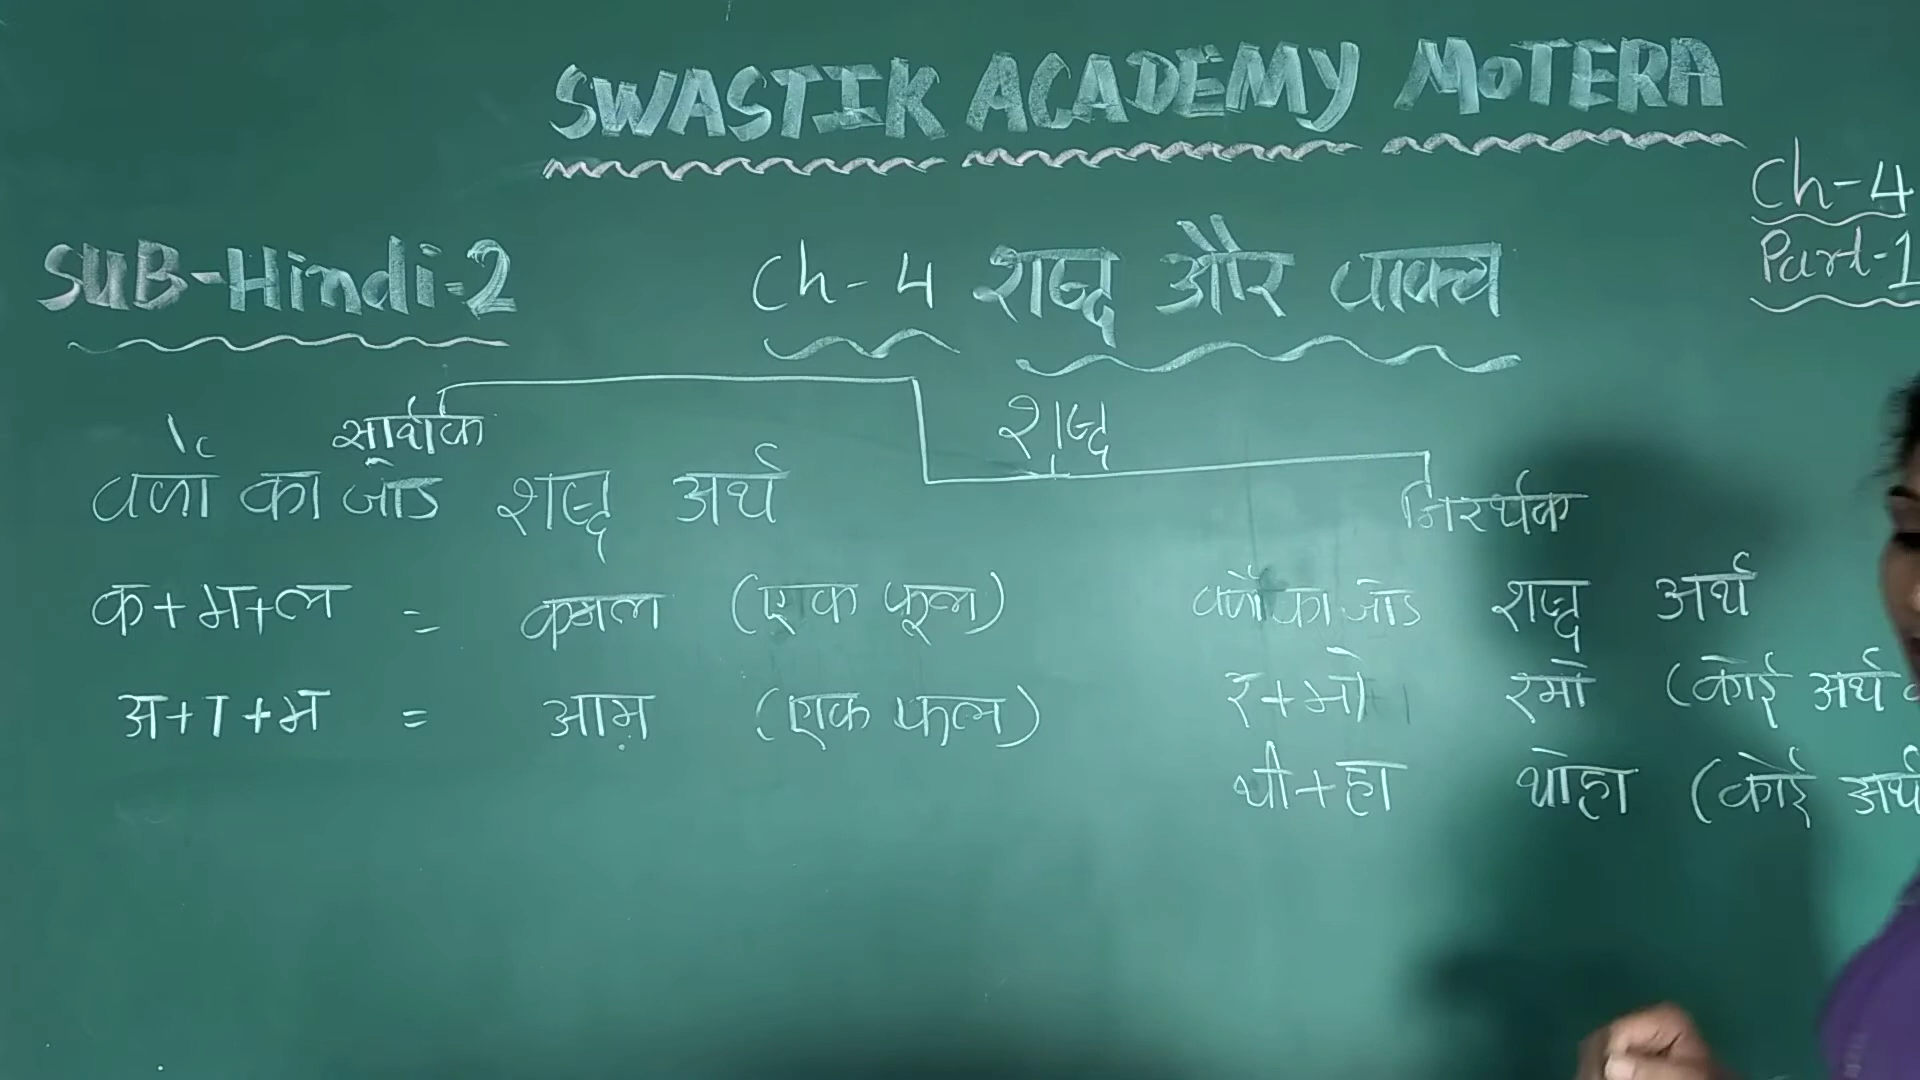 SWASTIK ACADEMY MOTERA
Ch-4
Part-1
SUB-Hindi-2
Ch-4 शब्द और वाक्य
शब्द
सार्थक
वर्णों का जोड शब्द अर्थ
क+म+ल = कमल (एक फूल)
अ+ा+म = आम (एक फल)
निरर्थक
वर्णों का जोड शब्द अर्थ
र+मो रमो (कोई अर्थ
थो+हा थोहा (कोई अर्थ